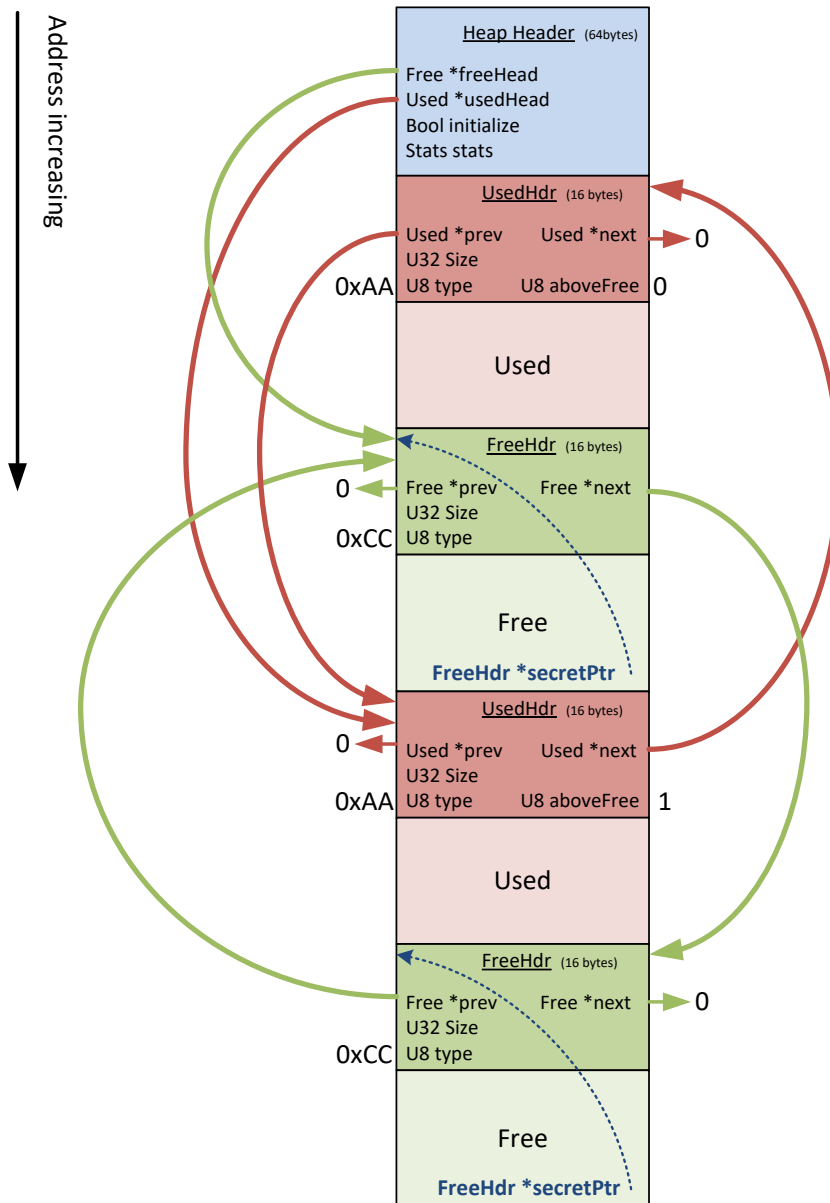 Address increasing
Heap Header (64bytes)
Free *freeHead
Used *usedHead
Bool initialize
Stats stats
UsedHdr (16 bytes)
Used *prev Used *next 0
U32 Size
0xAA U8 type U8 aboveFree 0
Used
FreeHdr (16 bytes)
0 Free *prev Free *next
U32 Size
0xCC U8 type
Free
FreeHdr *secretPtr
UsedHdr (16 bytes)
0 Used *prev Used *next
U32 Size
0xAA U8 type U8 aboveFree 1
Used
FreeHdr (16 bytes)
Free *prev Free *next 0
U32 Size
0xCC U8 type
Free
FreeHdr *secretPtr